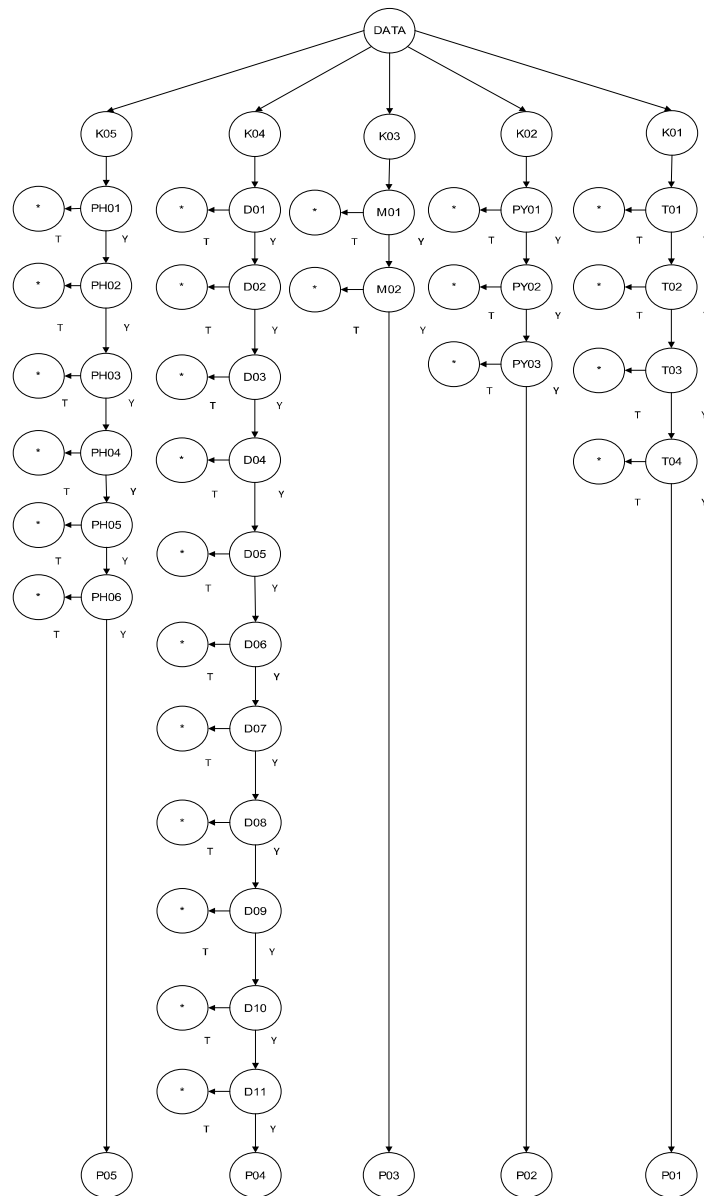 DATA
K05 K04 K03 K02 K01
* PH01 * D01 * M01 * PY01 * T01
T Y T Y T Y T Y T
* PH02 * D02 * M02 * PY02 * T02
T Y T Y T Y T Y T
* PH03 * D03 * PY03 * T03
T Y T Y T Y T Y
* PH04 * D04 * T04
T Y T Y T Y
* PH05 * D05
T Y T Y
* PH06
T Y
* D06
T Y
* D07
T Y
* D08
T Y
* D09
T Y
* D10
T Y
* D11
T Y
P05 P04 P03 P02 P01